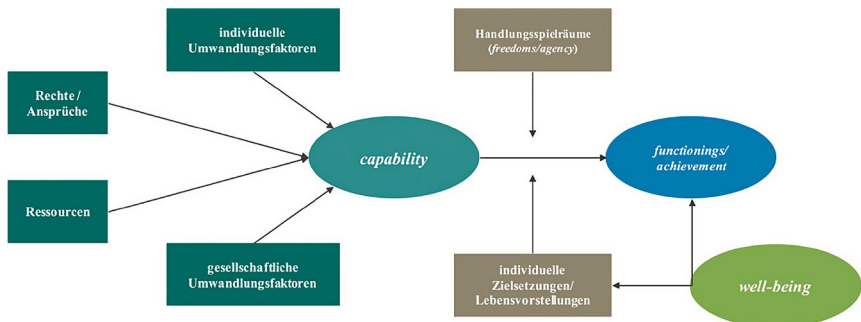 individuelle
Umwandlungsfaktoren
Handlungsspielräume
(freedoms/agency)
Rechte /
Ansprüche
capability
functionings/
achievement
Ressourcen
gesellschaftliche
Umwandlungsfaktoren
individuelle
Zielsetzungen/
Lebensvorstellungen
well-being